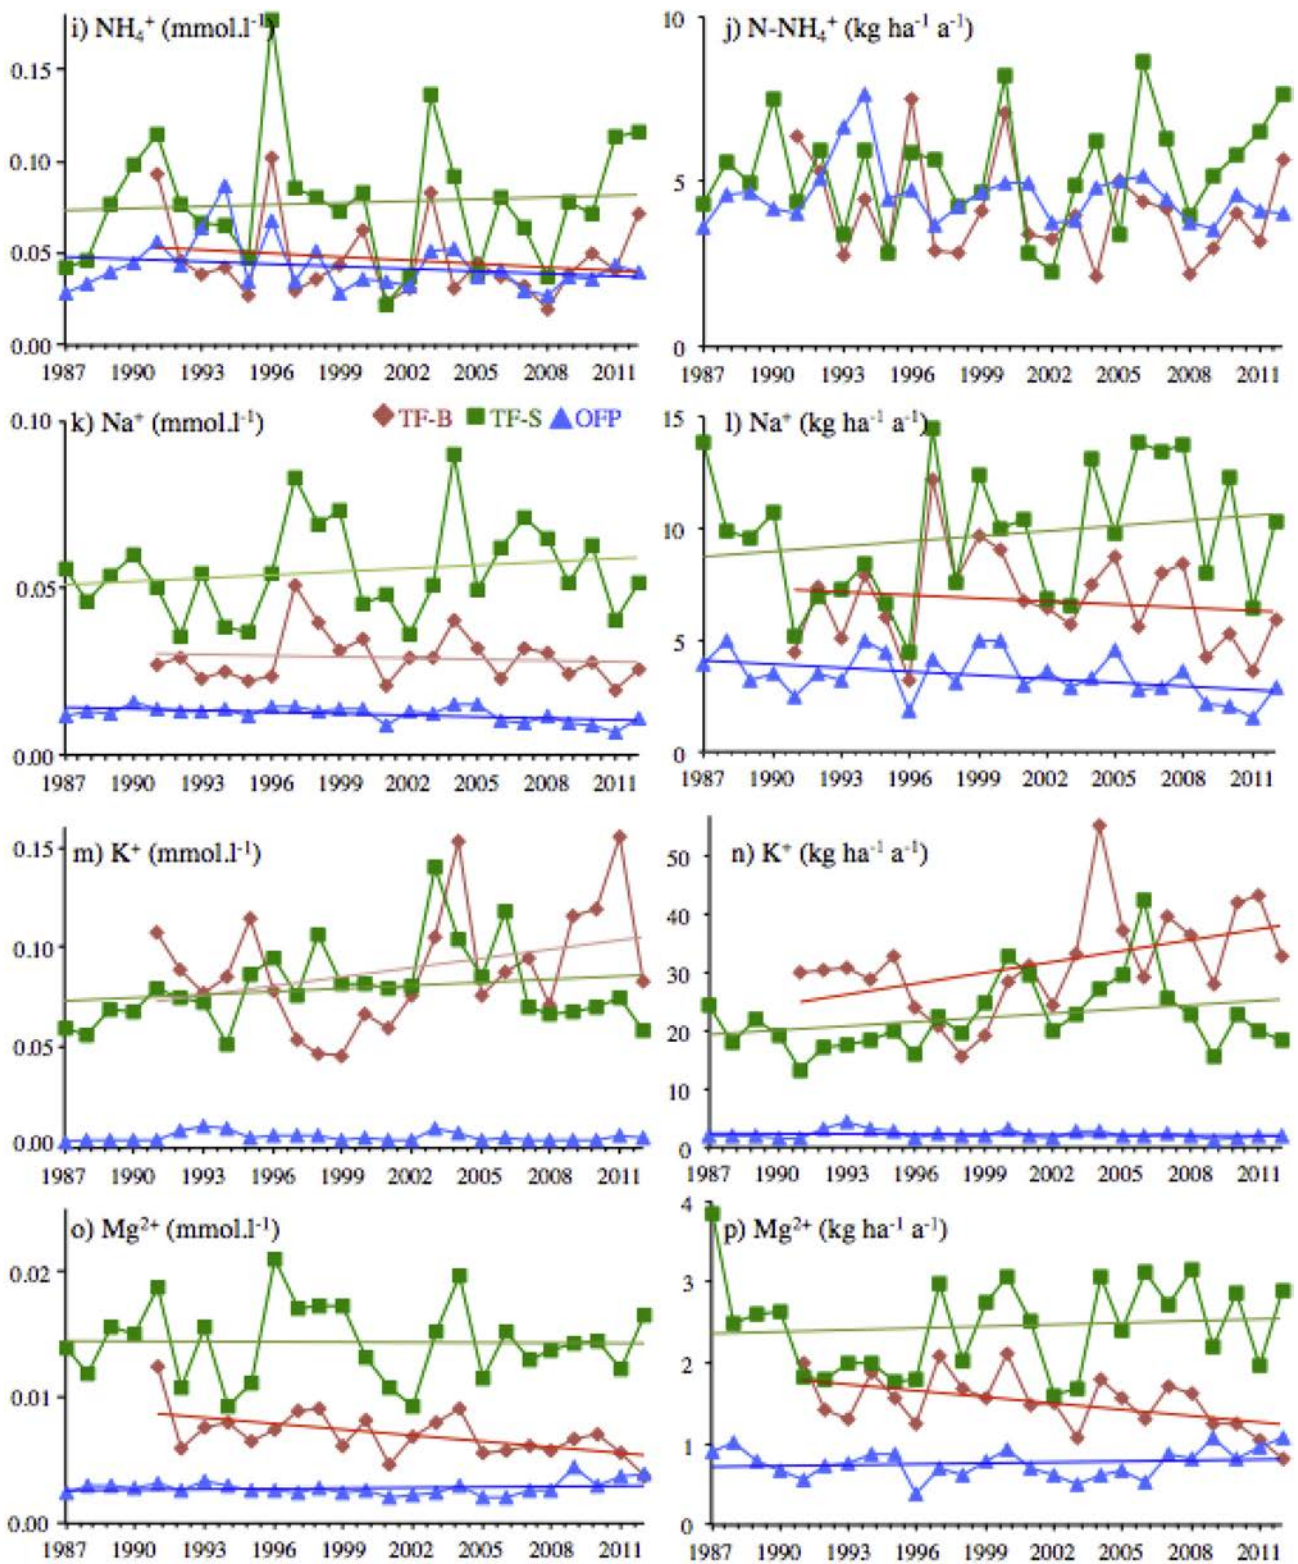 i) NH₄⁺ (mmol.l⁻¹)
0.15
0.10
0.05
0.00
1987 1990 1993 1996 1999 2002 2005 2008 2011
j) N-NH₄⁺ (kg ha⁻¹ a⁻¹)
10
5
0
1987 1990 1993 1996 1999 2002 2005 2008 2011
k) Na⁺ (mmol.l⁻¹)
TF-B TF-S OFP
0.10
0.05
0.00
1987 1990 1993 1996 1999 2002 2005 2008 2011
l) Na⁺ (kg ha⁻¹ a⁻¹)
15
10
5
0
1987 1990 1993 1996 1999 2002 2005 2008 2011
m) K⁺ (mmol.l⁻¹)
0.15
0.10
0.05
0.00
1987 1990 1993 1996 1999 2002 2005 2008 2011
n) K⁺ (kg ha⁻¹ a⁻¹)
50
40
30
20
10
0
1987 1990 1993 1996 1999 2002 2005 2008 2011
o) Mg²⁺ (mmol.l⁻¹)
0.02
0.01
0.00
1987 1990 1993 1996 1999 2002 2005 2008 2011
p) Mg²⁺ (kg ha⁻¹ a⁻¹)
4
3
2
1
0
1987 1990 1993 1996 1999 2002 2005 2008 2011